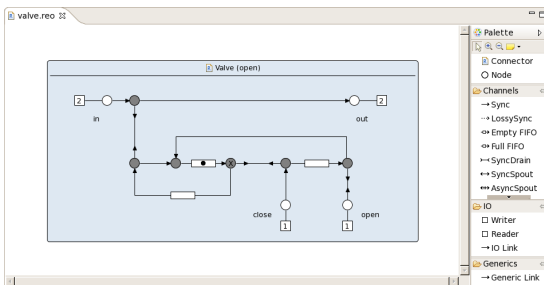 valve.reo
Valve (open)
2
2
in
out
X
close
open
1
1
Palette
Connector
Node
Channels
Sync
LossySync
Empty FIFO
Full FIFO
SyncDrain
SyncSpout
AsyncSpout
IO
Writer
Reader
IO Link
Generics
Generic Link